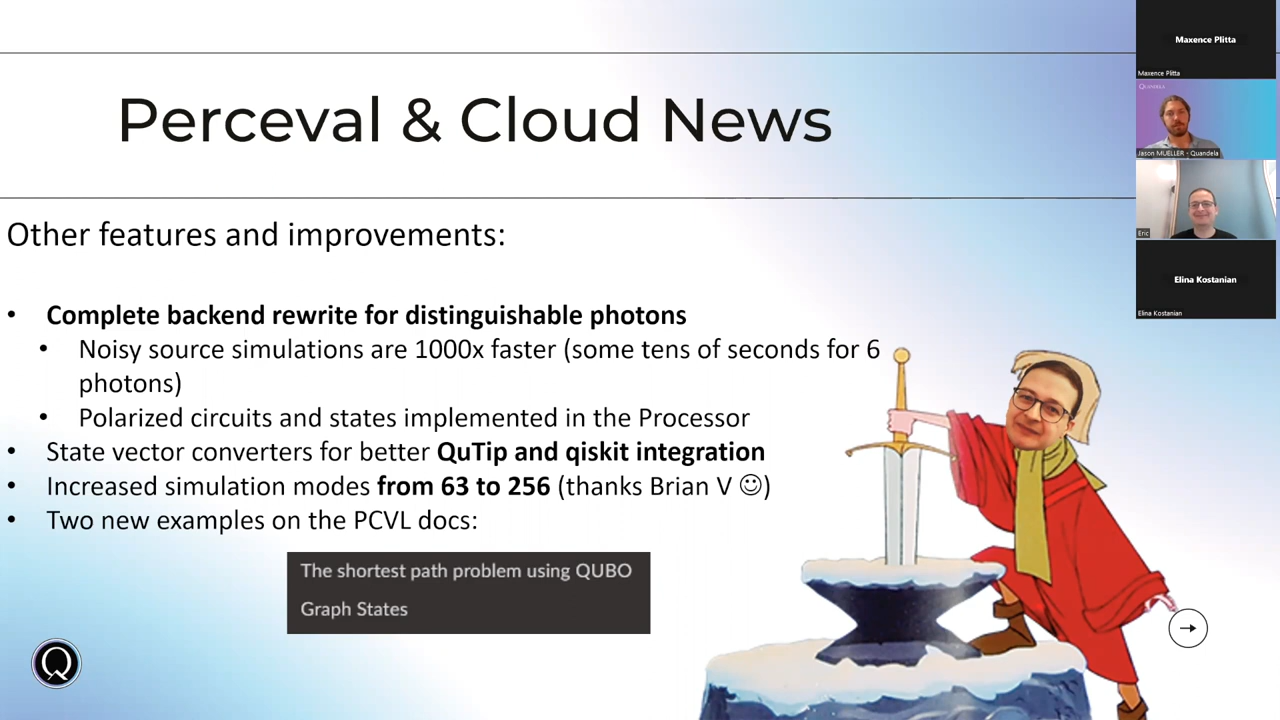 Perceval & Cloud News
Other features and improvements:
• Complete backend rewrite for distinguishable photons
• Noisy source simulations are 1000x faster (some tens of seconds for 6
photons)
• Polarized circuits and states implemented in the Processor
• State vector converters for better QuTip and qiskit integration
• Increased simulation modes from 63 to 256 (thanks Brian V ☺)
• Two new examples on the PCVL docs:
The shortest path problem using QUBO
Graph States
Q
Maxence Plitta
Maxence Plitta
QUANDELA
Jason MUELLER - Quandela
Eric
Elina Kostanian
Elina Kostanian